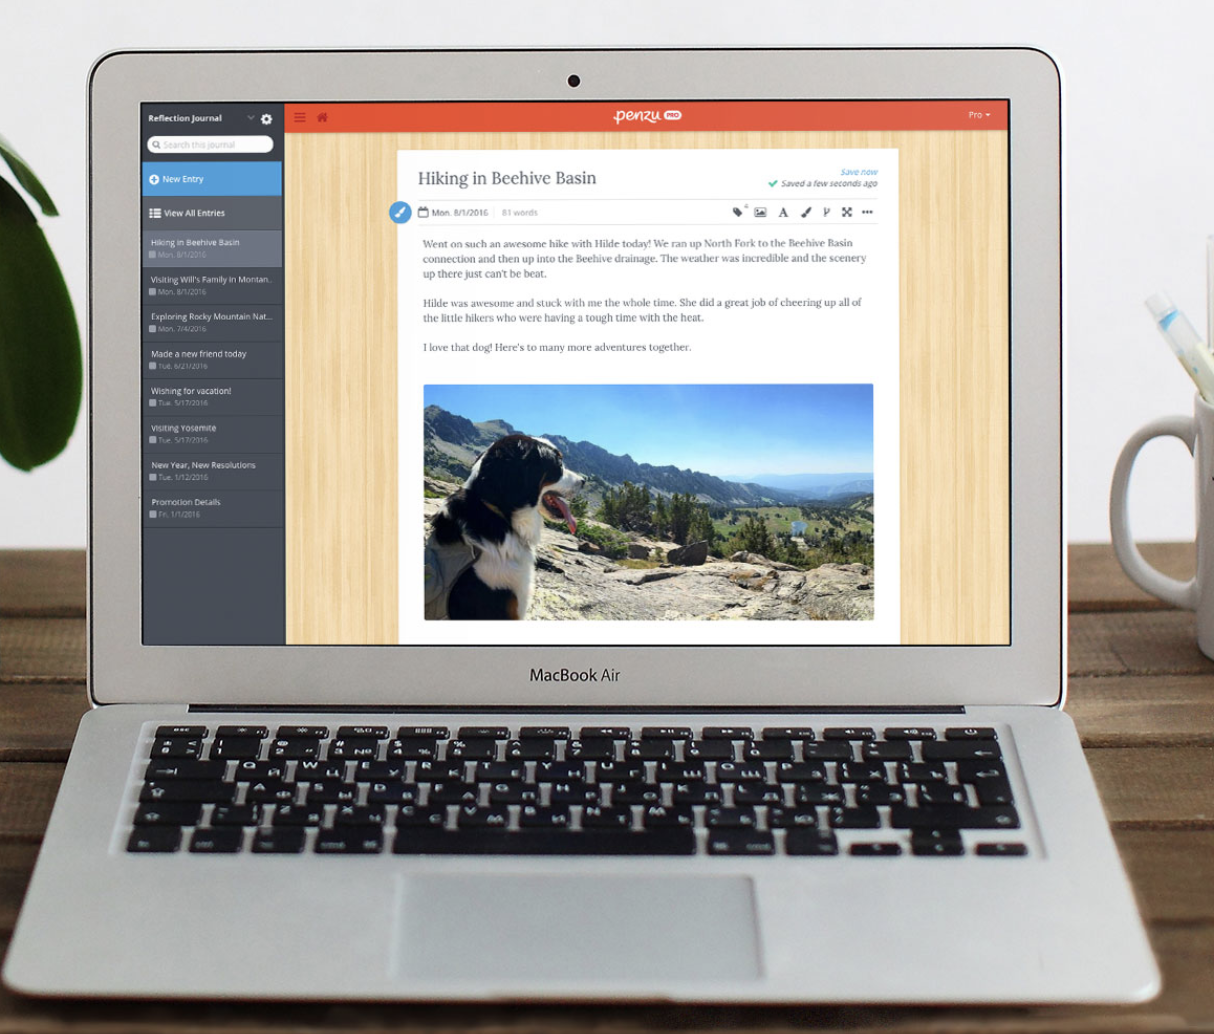 Reflection Journal
penzu PRO
Pro
Search this journal
New Entry
View All Entries
Hiking in Beehive Basin
Mon. 8/1/2016
Visiting Will's Family in Montan..
Mon. 8/1/2016
Exploring Rocky Mountain Nat...
Mon. 7/4/2016
Made a new friend today
Tue. 6/21/2016
Wishing for vacation!
Tue. 5/17/2016
Visiting Yosemite
Tue. 5/17/2016
New Year, New Resolutions
Tue. 1/12/2016
Promotion Details
Fri. 1/1/2016
Hiking in Beehive Basin
Save now
Saved a few seconds ago
Mon. 8/1/2016 81 words
Went on such an awesome hike with Hilde today! We ran up North Fork to the Beehive Basin
connection and then up into the Beehive drainage. The weather was incredible and the scenery
up there just can't be beat.
Hilde was awesome and stuck with me the whole time. She did a great job of cheering up all of
the little hikers who were having a tough time with the heat.
I love that dog! Here's to many more adventures together.
MacBook Air